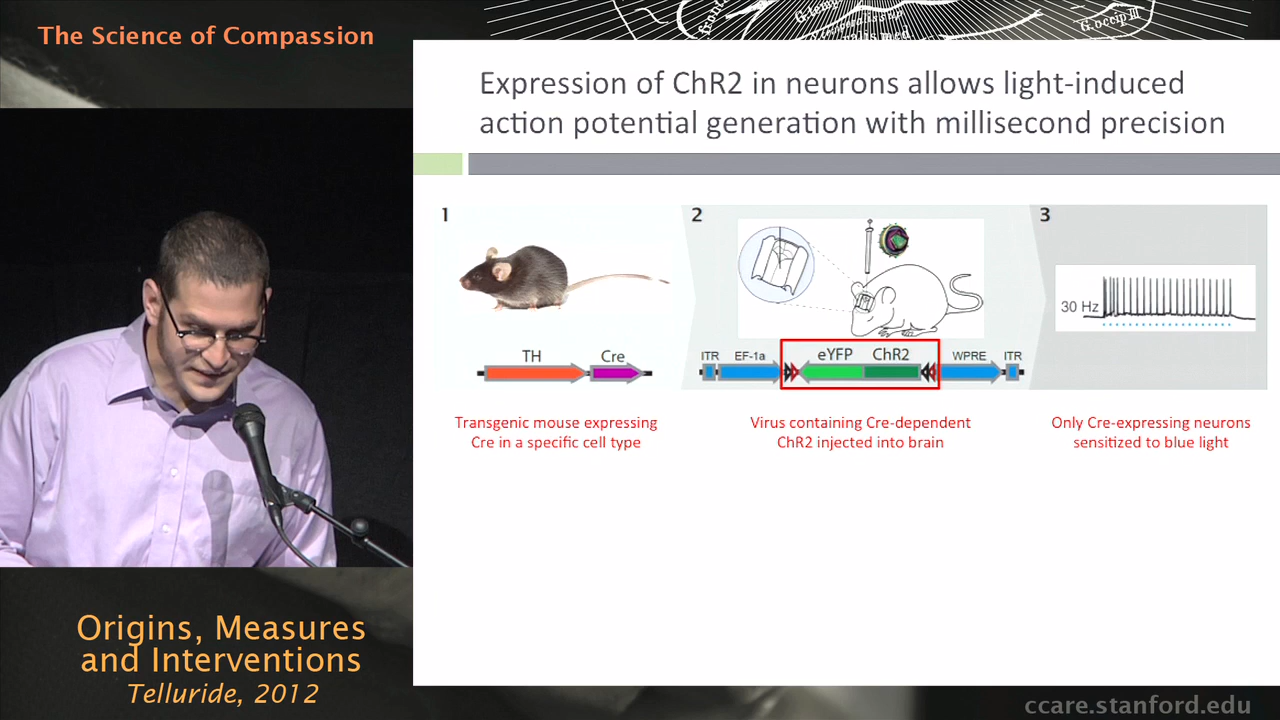 The Science of Compassion
G.occip III
Expression of ChR2 in neurons allows light-induced
action potential generation with millisecond precision
1
2
3
30 Hz
TH
Cre
ITR
EF-1a
eYFP
ChR2
WPRE
ITR
Transgenic mouse expressing
Cre in a specific cell type
Virus containing Cre-dependent
ChR2 injected into brain
Only Cre-expressing neurons
sensitized to blue light
Origins, Measures
and Interventions
Telluride, 2012
ccare.stanford.edu